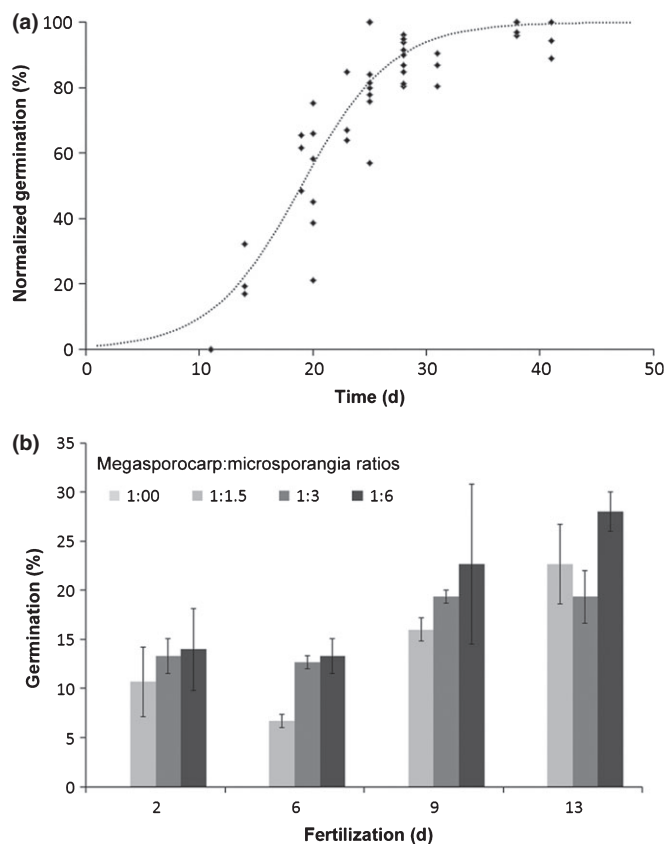 (a)
100
80
60
40
20
0
Normalized germination (%)
0 10 20 30 40 50
Time (d)
(b)
35
30
25
20
15
10
5
0
Germination (%)
Megasporocarp:microsporangia ratios
1:00 1:1.5 1:3 1:6
2 6 9 13
Fertilization (d)